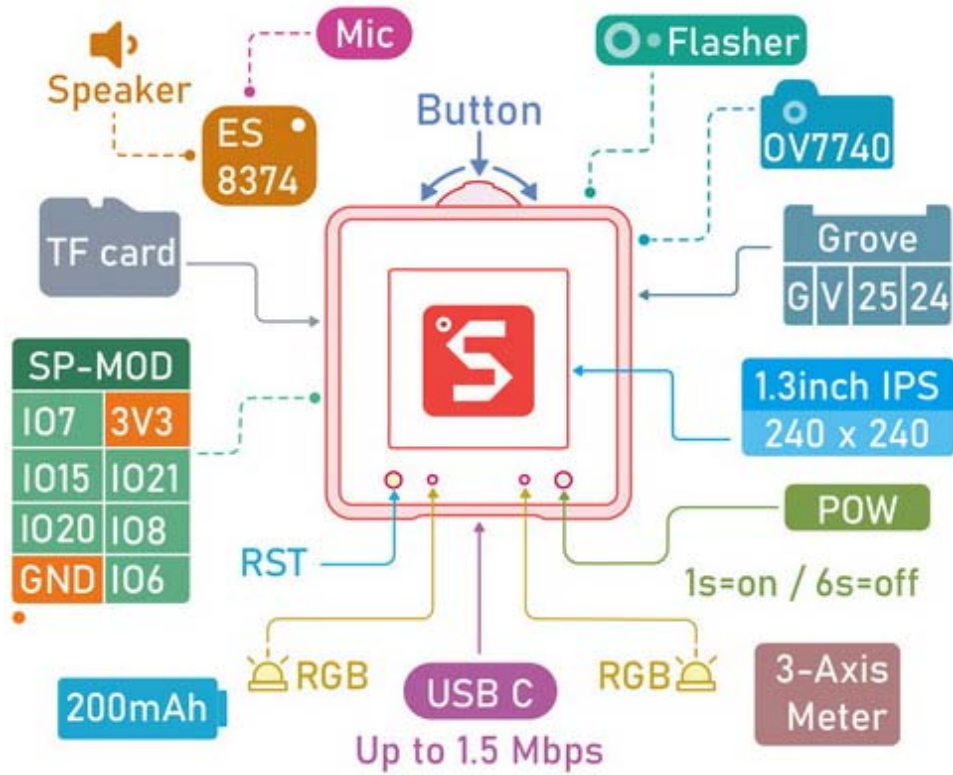 Mic
Flasher
Speaker
Button
ES
8374
OV7740
TF card
Grove
G V 25 24
SP-MOD
IO7 3V3
IO15 IO21
IO20 IO8
GND IO6
S
1.3inch IPS
240 x 240
POW
RST
1s=on / 6s=off
RGB
RGB
200mAh
USB C
3-Axis
Meter
Up to 1.5 Mbps